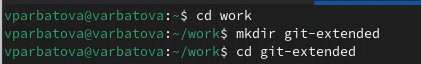 vparbatova@varbatova:~$ cd work
vparbatova@varbatova:~/work$ mkdir git-extended
vparbatova@varbatova:~/work$ cd git-extended